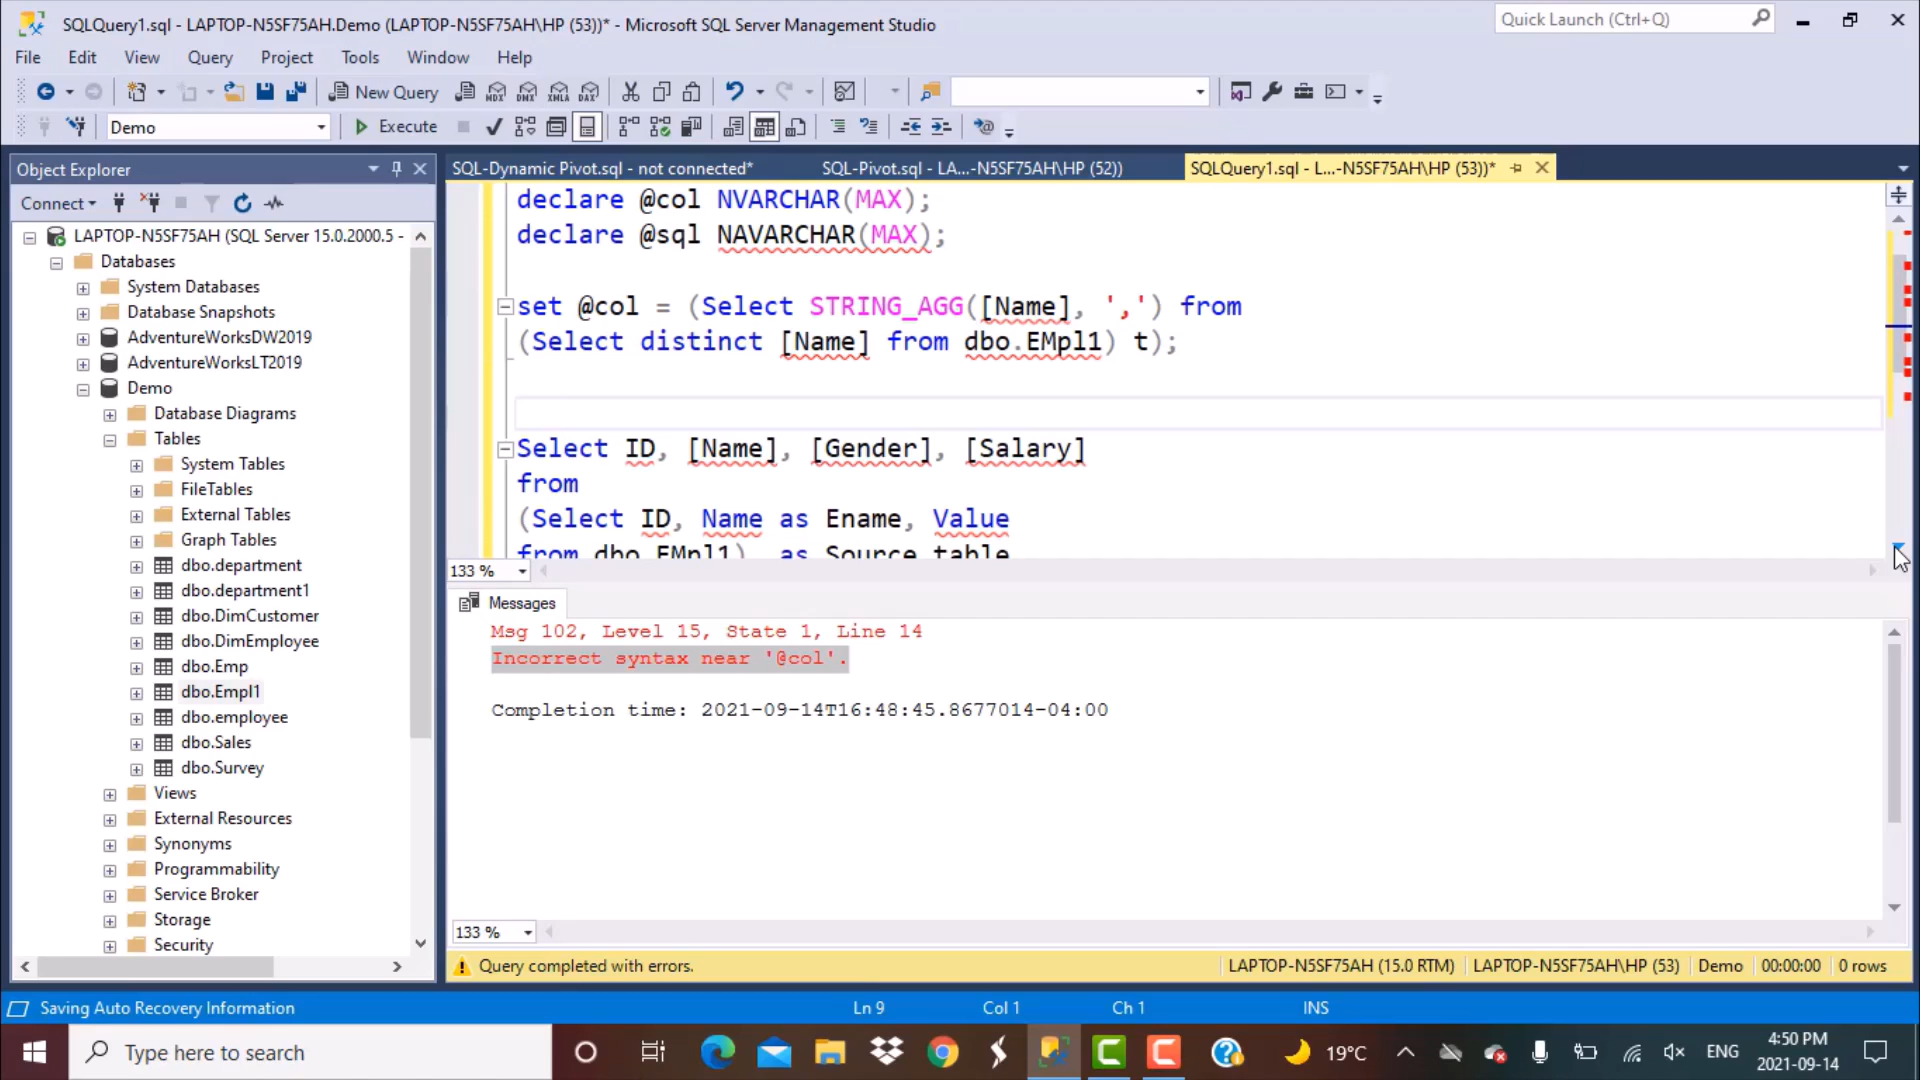 SQLQuery1.sql - LAPTOP-N5SF75AH.Demo (LAPTOP-N5SF75AH\HP (53))* - Microsoft SQL Server Management Studio
Quick Launch (Ctrl+Q)
File Edit View Query Project Tools Window Help
New Query
MDX DMX XMLA DAX
Demo
Execute
Object Explorer
SQL-Dynamic Pivot.sql - not connected*
SQL-Pivot.sql - LA...-N5SF75AH\HP (52))
SQLQuery1.sql - L...-N5SF75AH\HP (53))*
Connect
LAPTOP-N5SF75AH (SQL Server 15.0.2000.5 -
Databases
System Databases
Database Snapshots
AdventureWorksDW2019
AdventureWorksLT2019
Demo
Database Diagrams
Tables
System Tables
FileTables
External Tables
Graph Tables
dbo.department
dbo.department1
dbo.DimCustomer
dbo.DimEmployee
dbo.Emp
dbo.Empl1
dbo.employee
dbo.Sales
dbo.Survey
Views
External Resources
Synonyms
Programmability
Service Broker
Storage
Security
declare @col NVARCHAR(MAX);
declare @sql NAVARCHAR(MAX);
set @col = (Select STRING_AGG([Name], ',') from
(Select distinct [Name] from dbo.EMpl1) t);
Select ID, [Name], [Gender], [Salary]
from
(Select ID, Name as Ename, Value
from dbo.EMpl1) as Source_table
133 %
Messages
Msg 102, Level 15, State 1, Line 14
Incorrect syntax near '@col'.
Completion time: 2021-09-14T16:48:45.8677014-04:00
133 %
Query completed with errors.
LAPTOP-N5SF75AH (15.0 RTM) LAPTOP-N5SF75AH\HP (53) Demo 00:00:00 0 rows
Saving Auto Recovery Information
Ln 9 Col 1 Ch 1 INS
Type here to search
19°C
ENG
4:50 PM
2021-09-14